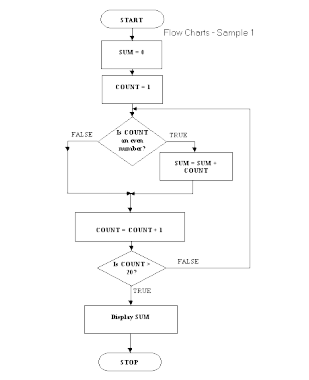 START
Flow Charts - Sample 1
SUM = 0
COUNT = 1
Is COUNT
an even
number?
FALSE
TRUE
SUM = SUM +
COUNT
COUNT = COUNT + 1
Is COUNT >
20?
FALSE
TRUE
Display SUM
STOP